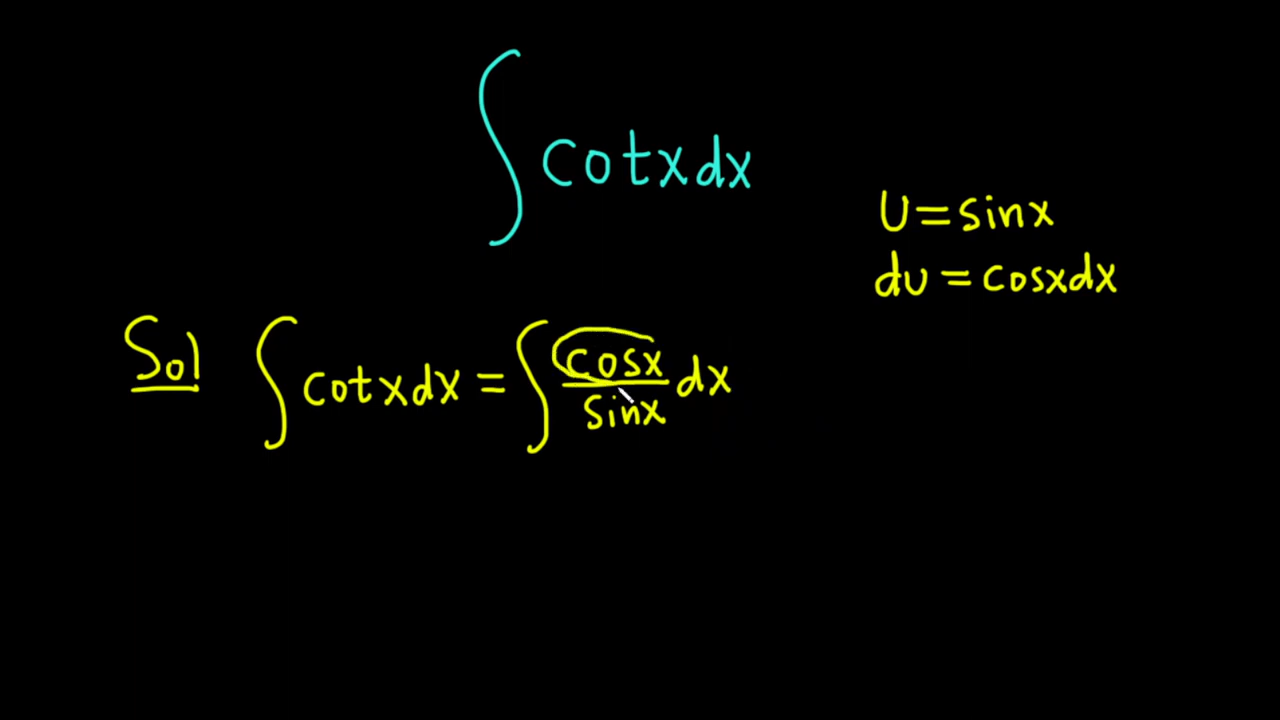 ∫ cotxdx
U=sinx
du=cosxdx
Sol ∫ cotxdx = ∫ cosx/sinx dx